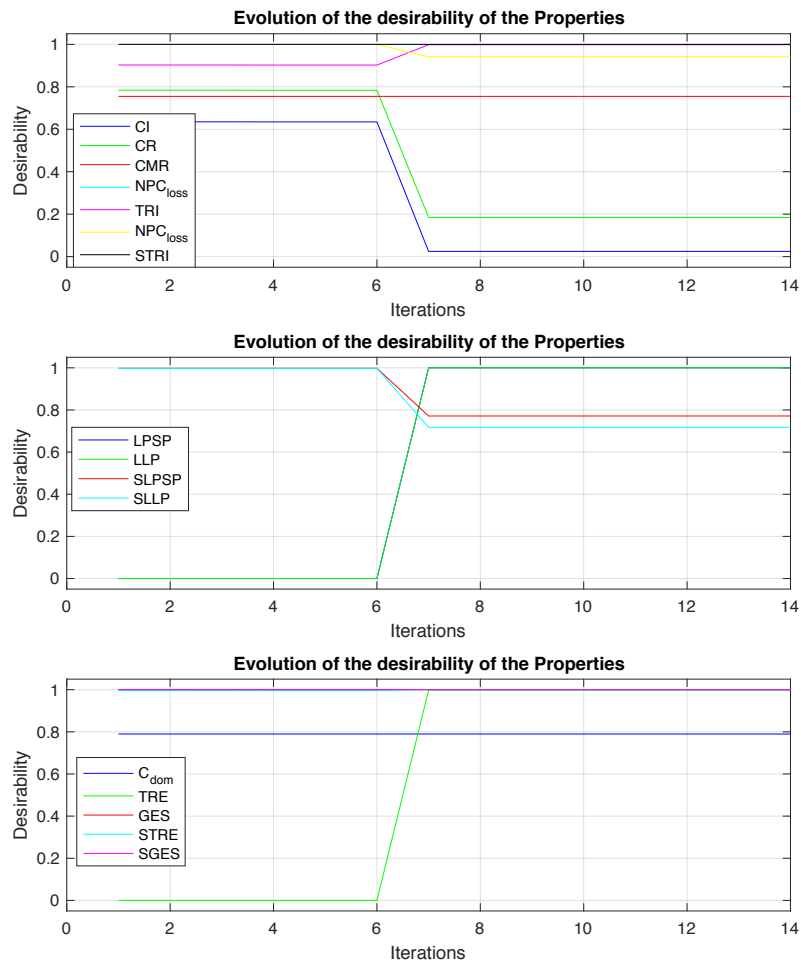 Evolution of the desirability of the Properties
1
0.8
0.6
0.4
0.2
0
Desirability
CI
CR
CMR
NPC_loss
TRI
NPC_loss
STRI
0 2 4 6 8 10 12 14
Iterations
Evolution of the desirability of the Properties
1
0.8
0.6
0.4
0.2
0
Desirability
LPSP
LLP
SLPSP
SLLP
0 2 4 6 8 10 12 14
Iterations
Evolution of the desirability of the Properties
1
0.8
0.6
0.4
0.2
0
Desirability
C_dom
TRE
GES
STRE
SGES
0 2 4 6 8 10 12 14
Iterations